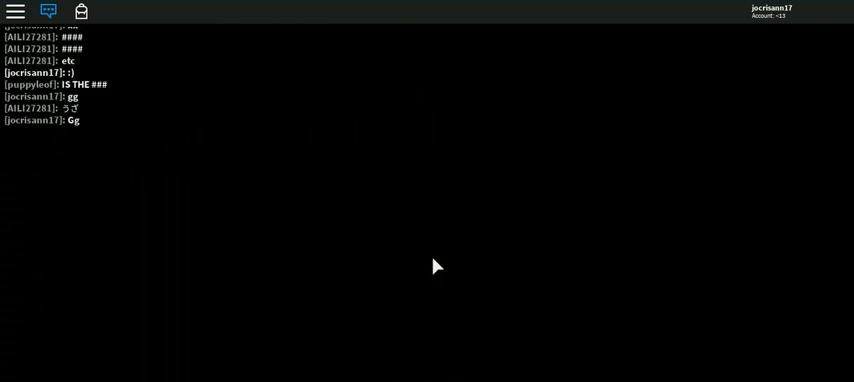 jocrisann17
Account: <13
[AILI27281]: ####
[AILI27281]: ####
[AILI27281]: etc
[jocrisann17]: :)
[puppyleof]: IS THE ###
[jocrisann17]: gg
[AILI27281]: うざ
[jocrisann17]: Gg